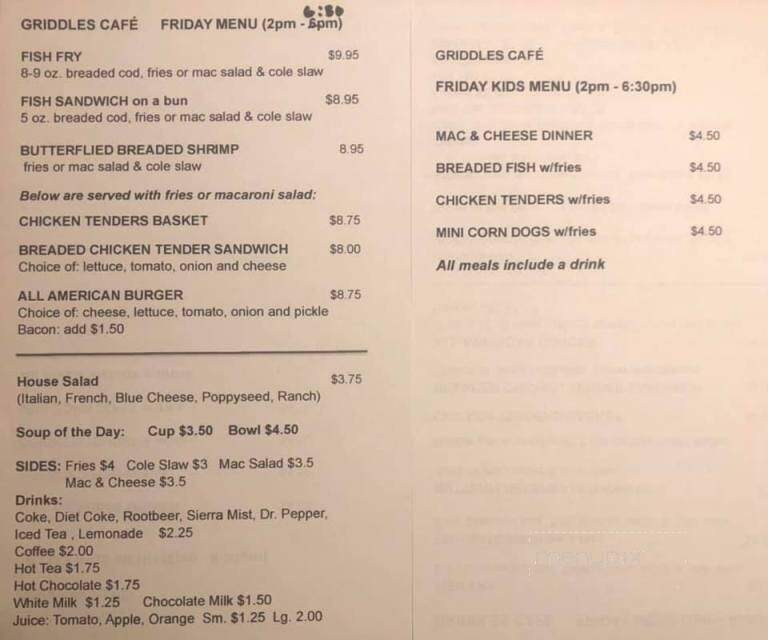 GRIDDLES CAFÉ FRIDAY MENU (2pm - 6pm)
6:30
FISH FRY $9.95
8-9 oz. breaded cod, fries or mac salad & cole slaw
FISH SANDWICH on a bun $8.95
5 oz. breaded cod, fries or mac salad & cole slaw
BUTTERFLIED BREADED SHRIMP 8.95
fries or mac salad & cole slaw
Below are served with fries or macaroni salad:
CHICKEN TENDERS BASKET $8.75
BREADED CHICKEN TENDER SANDWICH $8.00
Choice of: lettuce, tomato, onion and cheese
ALL AMERICAN BURGER $8.75
Choice of: cheese, lettuce, tomato, onion and pickle
Bacon: add $1.50
House Salad $3.75
(Italian, French, Blue Cheese, Poppyseed, Ranch)
Soup of the Day: Cup $3.50 Bowl $4.50
SIDES: Fries $4 Cole Slaw $3 Mac Salad $3.5
Mac & Cheese $3.5
Drinks:
Coke, Diet Coke, Rootbeer, Sierra Mist, Dr. Pepper,
Iced Tea , Lemonade $2.25
Coffee $2.00
Hot Tea $1.75
Hot Chocolate $1.75
White Milk $1.25 Chocolate Milk $1.50
Juice: Tomato, Apple, Orange Sm. $1.25 Lg. 2.00
GRIDDLES CAFÉ
FRIDAY KIDS MENU (2pm - 6:30pm)
MAC & CHEESE DINNER $4.50
BREADED FISH w/fries $4.50
CHICKEN TENDERS w/fries $4.50
MINI CORN DOGS w/fries $4.50
All meals include a drink